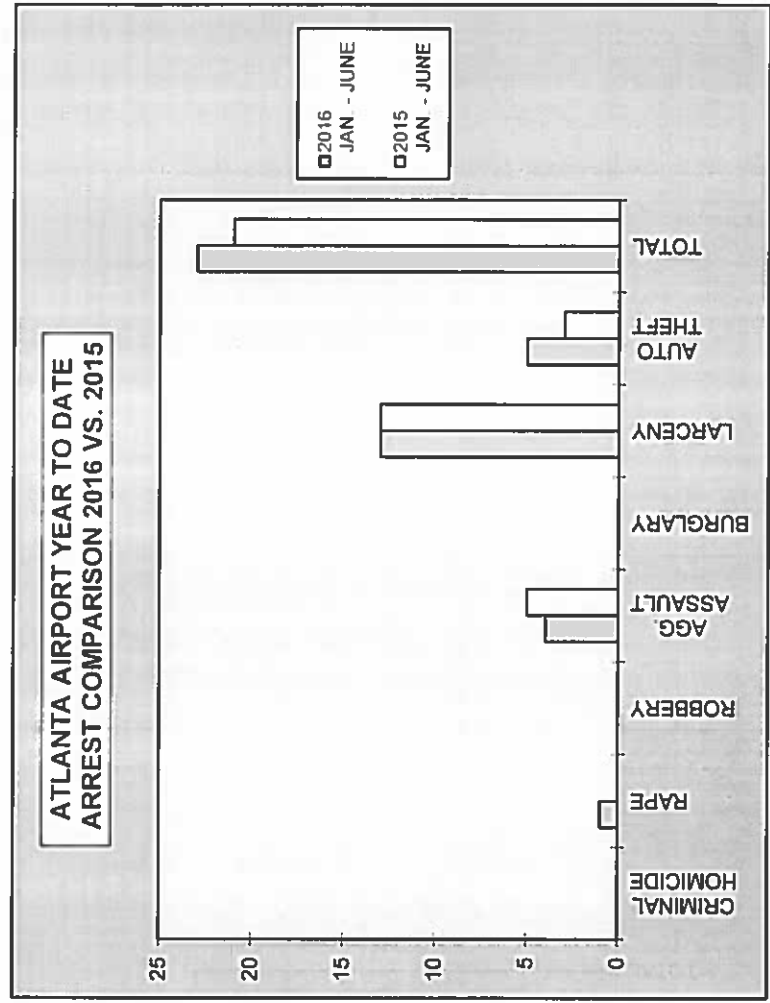 ATLANTA AIRPORT YEAR TO DATE
ARREST COMPARISON 2016 VS. 2015
25
20
15
10
5
0
CRIMINAL
HOMICIDE
RAPE
ROBBERY
AGG.
ASSAULT
BURGLARY
LARCENY
AUTO
THEFT
TOTAL
2016
JAN. - JUNE
2015
JAN. - JUNE